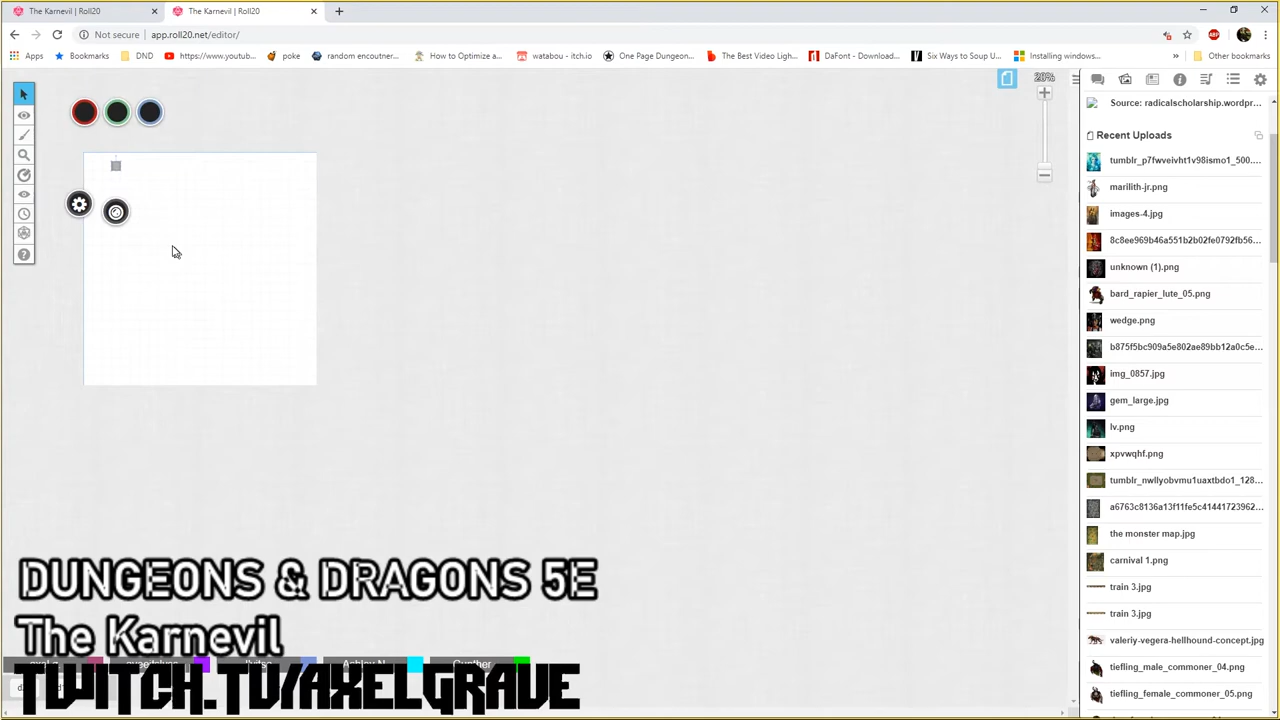 The Karnevil | Roll20
The Karnevil | Roll20
Not secure | app.roll20.net/editor/
Apps
Bookmarks
DND
https://www.youtub...
poke
random encoutner...
How to Optimize a...
watabou - itch.io
One Page Dungeon...
The Best Video Ligh...
DaFont - Download...
Six Ways to Soup U...
Installing windows...
»
Other bookmarks
20%
Source: radicalscholarship.wordpr...
Recent Uploads
tumblr_p7fwveivht1v98ismo1_500....
marilith-jr.png
images-4.jpg
8c8ee969b46a551b2b02fe0792fb56...
unknown (1).png
bard_rapier_lute_05.png
wedge.png
b875f5bc909a5e802ae89bb12a0c5e...
img_0857.jpg
gem_large.jpg
lv.png
xpvwqhf.png
tumblr_nwllyobvmu1uaxtbdo1_128...
a6763c8136a13f11fe5c41441723962...
the monster map.jpg
carnival 1.png
train 3.jpg
train 3.jpg
valeriy-vegera-hellhound-concept.jpg
tiefling_male_commoner_04.png
tiefling_female_commoner_05.png
DUNGEONS & DRAGONS 5E
The Karnevil
Ashley N.
Gunther
TWITCH.TV/AXELGRAVE